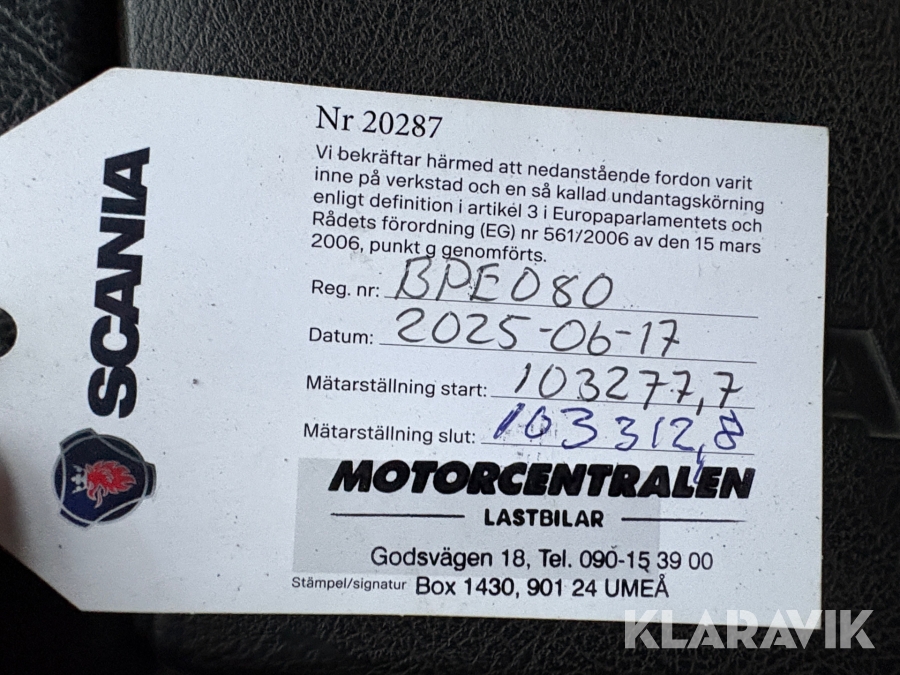 SCANIA
Nr 20287
Vi bekräftar härmed att nedanstående fordon varit
inne på verkstad och en så kallad undantagskörning
enligt definition i artikel 3 i Europaparlamentets och
Rådets förordning (EG) nr 561/2006 av den 15 mars
2006, punkt g genomförts.
Reg. nr: BPE080
Datum: 2025-06-17
Mätarställning start: 103277,7
Mätarställning slut: 103312,8
MOTORCENTRALEN
LASTBILAR
Godsvägen 18, Tel. 090-15 39 00
Stämpel/signatur Box 1430, 901 24 UMEÅ
KLARAVIK